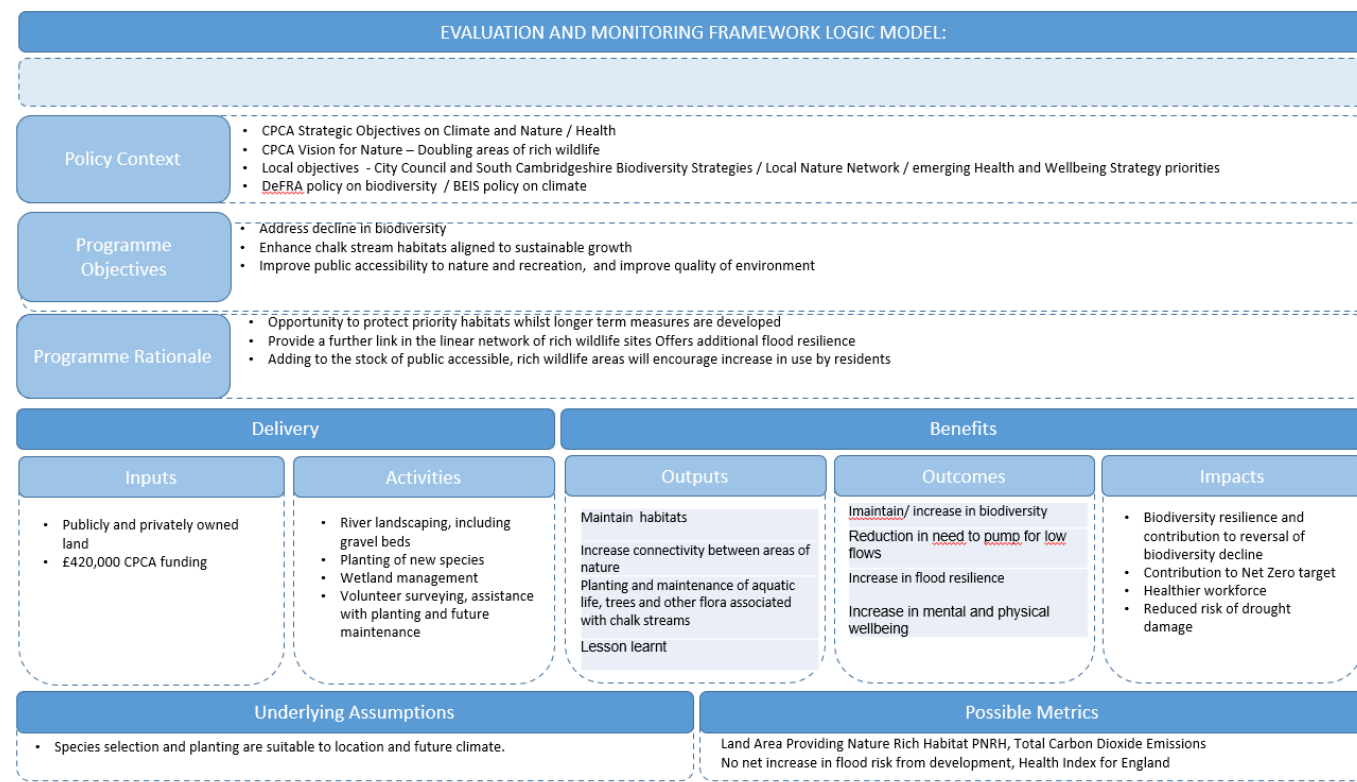 EVALUATION AND MONITORING FRAMEWORK LOGIC MODEL:
Policy Context
• CPCA Strategic Objectives on Climate and Nature / Health
• CPCA Vision for Nature – Doubling areas of rich wildlife
• Local objectives - City Council and South Cambridgeshire Biodiversity Strategies / Local Nature Network / emerging Health and Wellbeing Strategy priorities
• DeFRA policy on biodiversity / BEIS policy on climate
Programme
Objectives
• Address decline in biodiversity
• Enhance chalk stream habitats aligned to sustainable growth
• Improve public accessibility to nature and recreation, and improve quality of environment
Programme Rationale
• Opportunity to protect priority habitats whilst longer term measures are developed
• Provide a further link in the linear network of rich wildlife sites Offers additional flood resilience
• Adding to the stock of public accessible, rich wildlife areas will encourage increase in use by residents
Delivery
Benefits
Inputs
• Publicly and privately owned
land
• £420,000 CPCA funding
Activities
• River landscaping, including
gravel beds
• Planting of new species
• Wetland management
• Volunteer surveying, assistance
with planting and future
maintenance
Outputs
Maintain habitats
Increase connectivity between areas of
nature
Planting and maintenance of aquatic
life, trees and other flora associated
with chalk streams
Lesson learnt
Outcomes
Imaintain/ increase in biodiversity
Reduction in need to pump for low
flows
Increase in flood resilience
Increase in mental and physical
wellbeing
Impacts
• Biodiversity resilience and
contribution to reversal of
biodiversity decline
• Contribution to Net Zero target
• Healthier workforce
• Reduced risk of drought
damage
Underlying Assumptions
• Species selection and planting are suitable to location and future climate.
Possible Metrics
Land Area Providing Nature Rich Habitat PNRH, Total Carbon Dioxide Emissions
No net increase in flood risk from development, Health Index for England